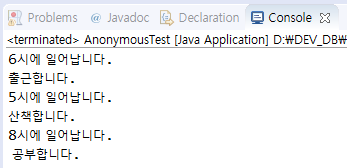 Problems @ Javadoc Declaration Console
<terminated> AnonymousTest [Java Application] D:₩DEV_DB₩
6시에 일어납니다.
출근합니다.
5시에 일어납니다.
산책합니다.
8시에 일어납니다.
공부합니다.